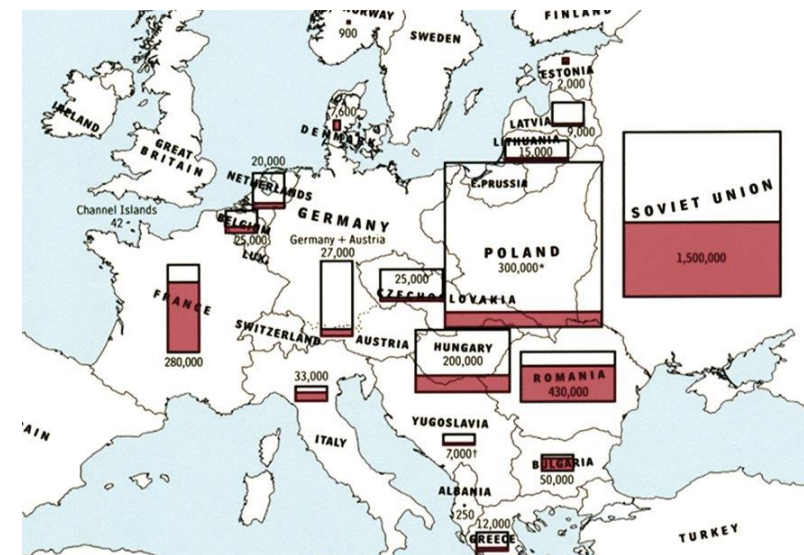 NORWAY
900
SWEDEN
FINLAND
ESTONIA
2,000
LATVIA
9,000
LITHUANIA
15,000
7,600
DENMARK
IRELAND
GREAT
BRITAIN
20,000
NETHERLANDS
E.PRUSSIA
SOVIET UNION
1,500,000
Channel Islands
42
BELGIUM
25,000
LUX.
GERMANY
Germany + Austria
27,000
POLAND
300,000*
25,000
CZECHOSLOVAKIA
FRANCE
280,000
SWITZERLAND
AUSTRIA
HUNGARY
200,000
ROMANIA
430,000
33,000
ITALY
YUGOSLAVIA
7,000†
BULGARIA
50,000
ALBANIA
250
12,000
GREECE
TURKEY
AIN